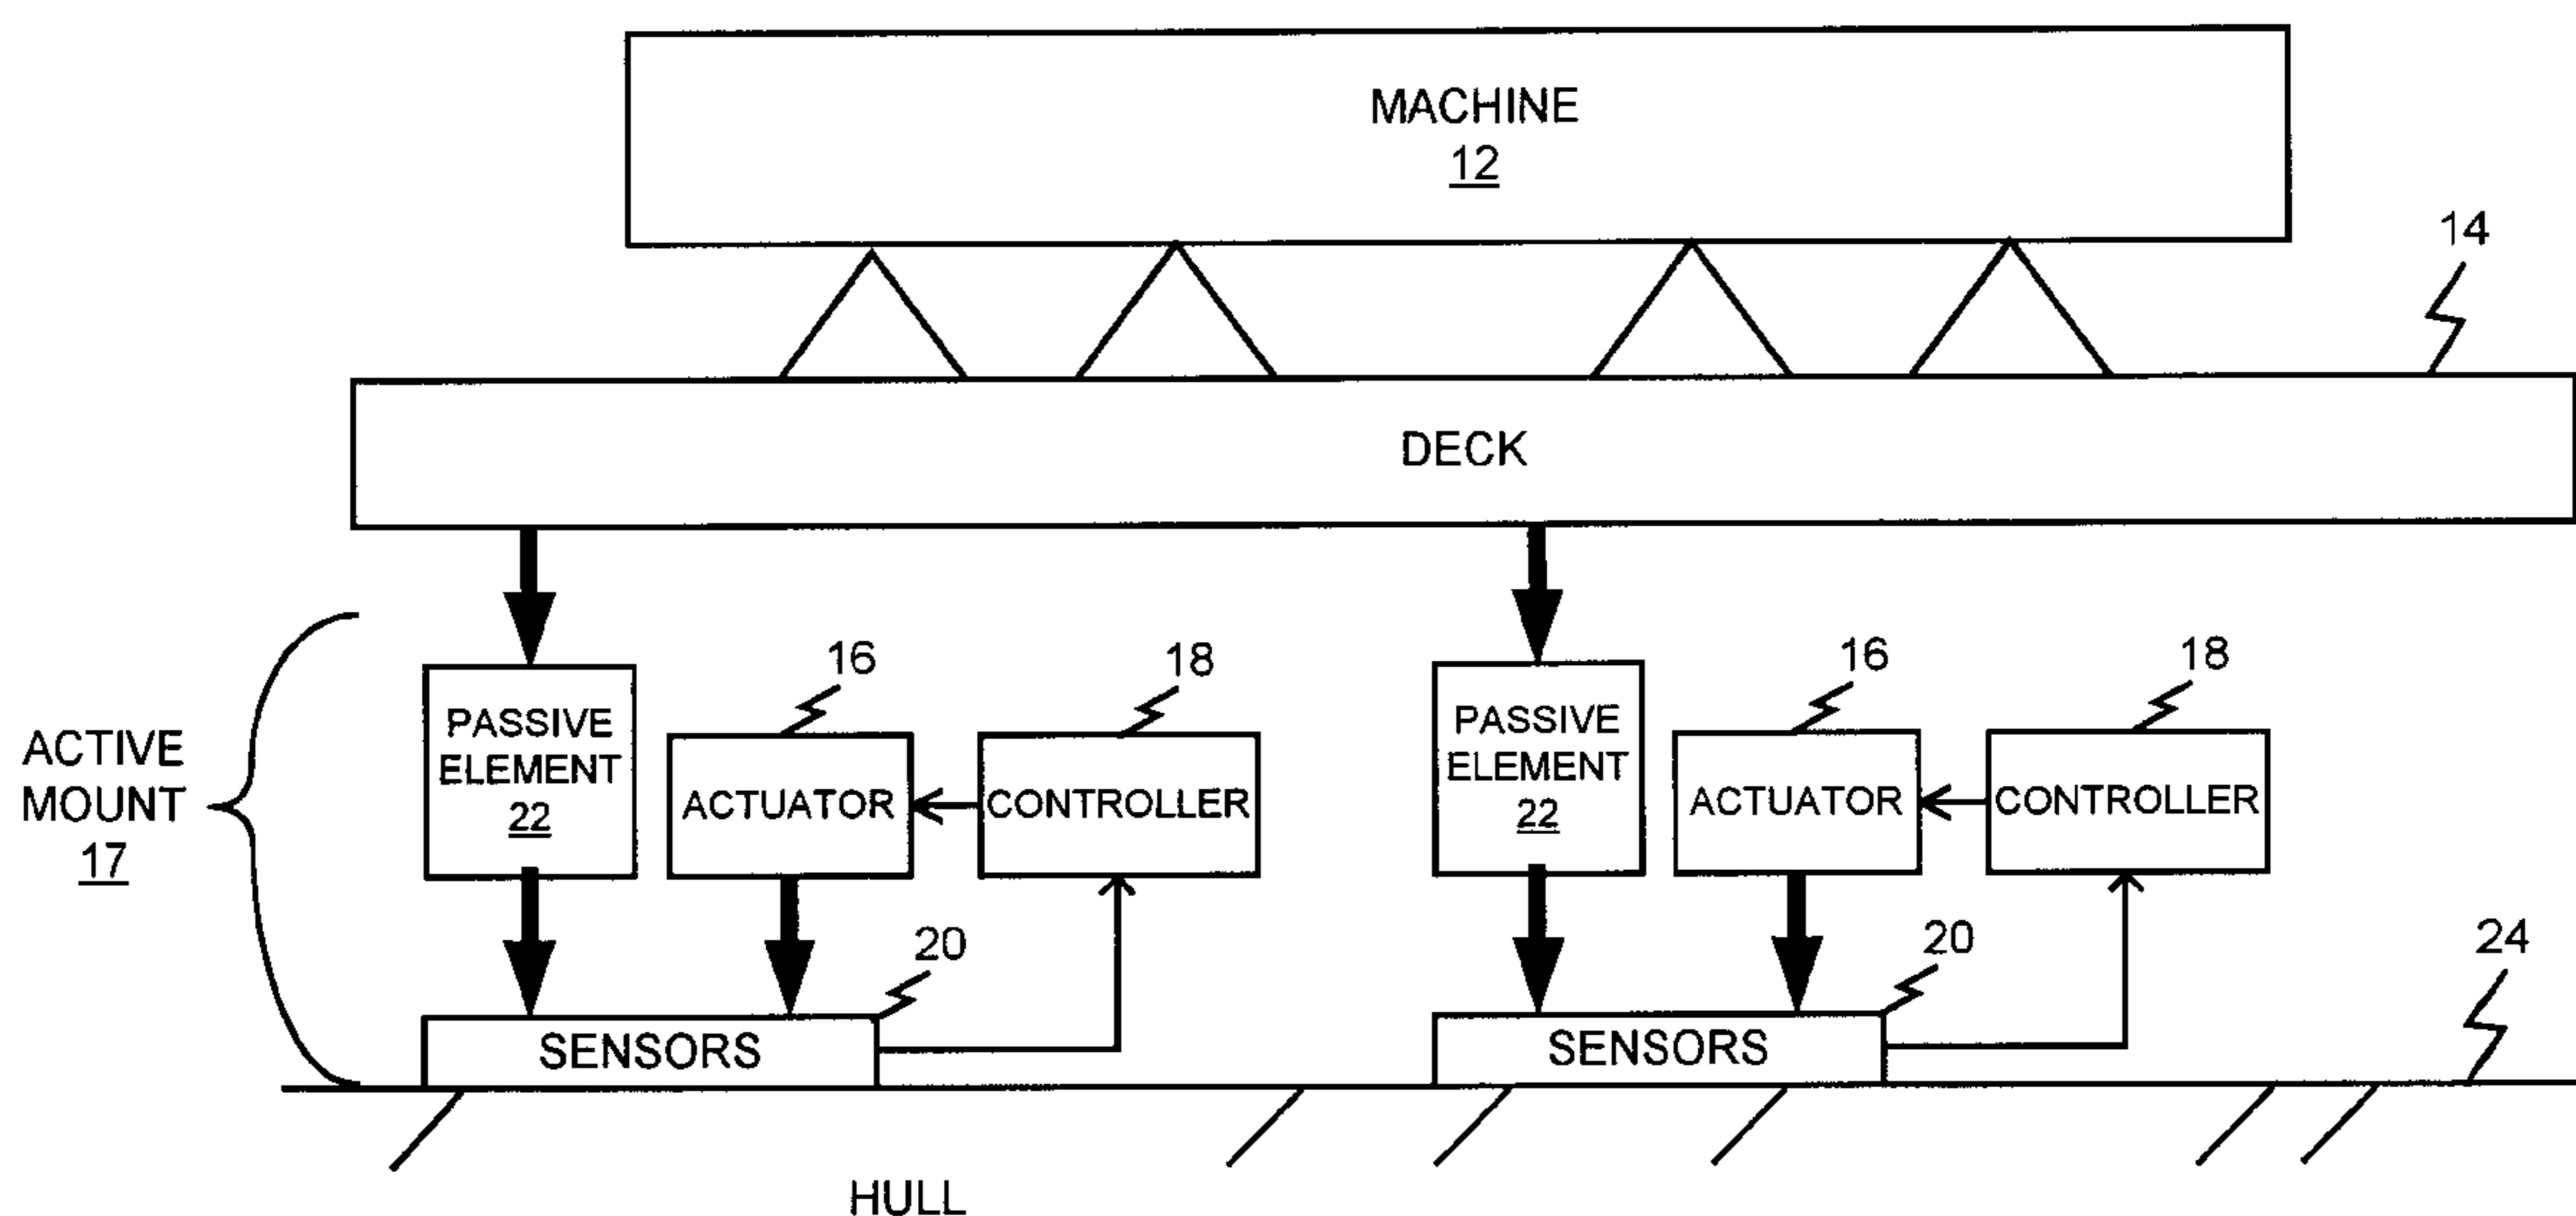 MACHINE
12
14
DECK
ACTIVE
MOUNT
17
PASSIVE
ELEMENT
22
16
ACTUATOR
18
CONTROLLER
20
SENSORS
PASSIVE
ELEMENT
22
16
ACTUATOR
18
CONTROLLER
20
SENSORS
24
HULL